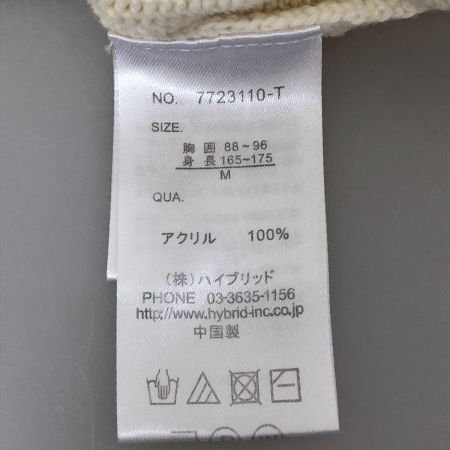 NO. 7723110-T
SIZE.
胸 囲 88~96
身 長 165~175
M
QUA.
アクリル 100%
(株)ハイブリッド
PHONE 03-3635-1156
http://www.hybrid-inc.co.jp
中国製